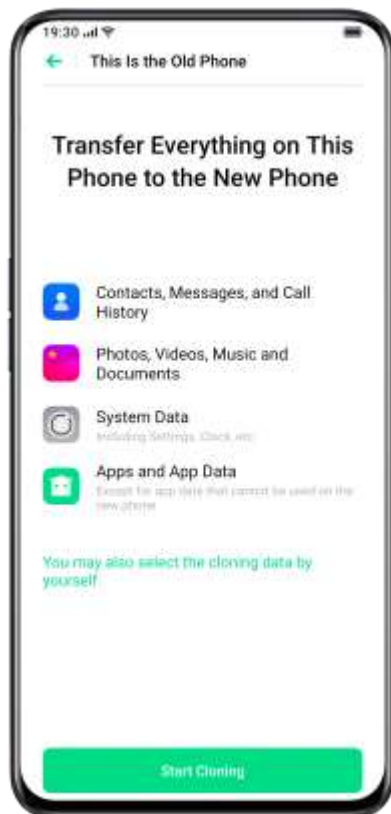 19:30
This Is the Old Phone
Transfer Everything on This
Phone to the New Phone
Contacts, Messages, and Call
History
Photos, Videos, Music and
Documents
System Data
Including Settings, Clock, etc.
Apps and App Data
Except for app data that cannot be used on the
new phone
You may also select the cloning data by
yourself
Start Cloning